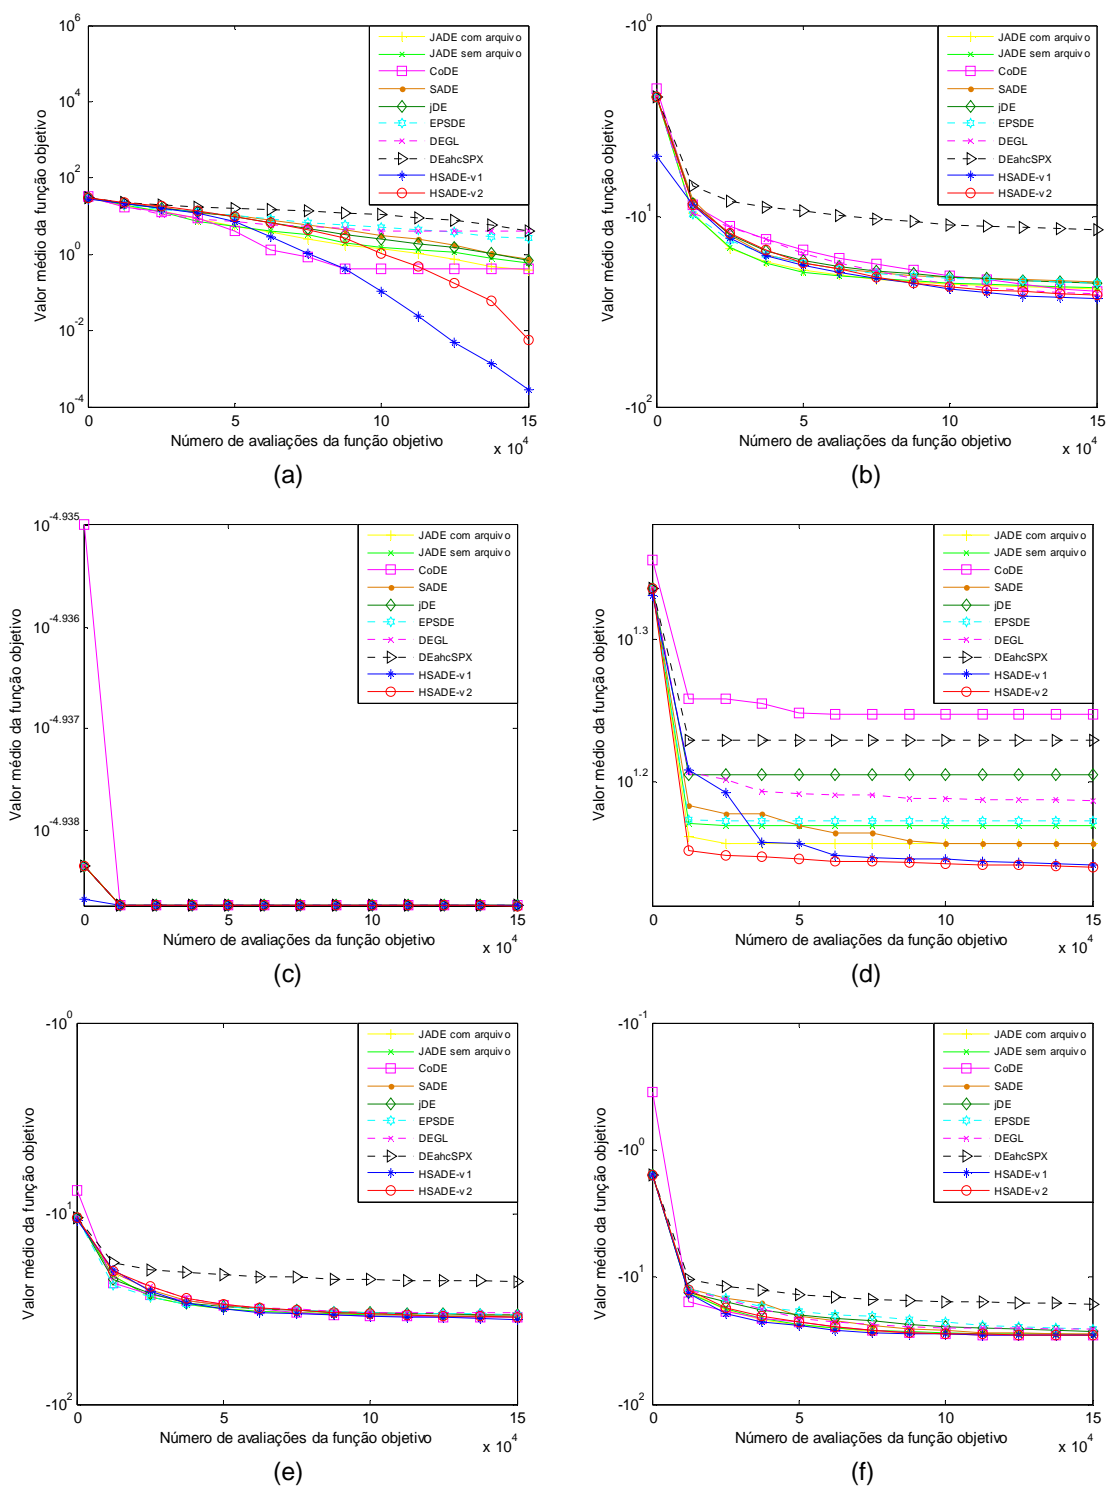 10^6
10^4
10^2
10^0
10^-2
10^-4
Valor médio da função objetivo
JADE com arquivo
JADE sem arquivo
CoDE
SADE
jDE
EPSDE
DEGL
DEahcSPX
HSADE-v1
HSADE-v2
0
5
10
15
Número de avaliações da função objetivo
x 10^4
(a)
-10^0
-10^1
-10^2
Valor médio da função objetivo
JADE com arquivo
JADE sem arquivo
CoDE
SADE
jDE
EPSDE
DEGL
DEahcSPX
HSADE-v1
HSADE-v2
0
5
10
15
Número de avaliações da função objetivo
x 10^4
(b)
10^-4.935
10^-4.936
10^-4.937
10^-4.938
Valor médio da função objetivo
JADE com arquivo
JADE sem arquivo
CoDE
SADE
jDE
EPSDE
DEGL
DEahcSPX
HSADE-v1
HSADE-v2
0
5
10
15
Número de avaliações da função objetivo
x 10^4
(c)
10^1.3
10^1.2
Valor médio da função objetivo
JADE com arquivo
JADE sem arquivo
CoDE
SADE
jDE
EPSDE
DEGL
DEahcSPX
HSADE-v1
HSADE-v2
0
5
10
15
Número de avaliações da função objetivo
x 10^4
(d)
-10^0
-10^1
-10^2
Valor médio da função objetivo
JADE com arquivo
JADE sem arquivo
CoDE
SADE
jDE
EPSDE
DEGL
DEahcSPX
HSADE-v1
HSADE-v2
0
5
10
15
Número de avaliações da função objetivo
x 10^4
(e)
-10^-1
-10^0
-10^1
-10^2
Valor médio da função objetivo
JADE com arquivo
JADE sem arquivo
CoDE
SADE
jDE
EPSDE
DEGL
DEahcSPX
HSADE-v1
HSADE-v2
0
5
10
15
Número de avaliações da função objetivo
x 10^4
(f)